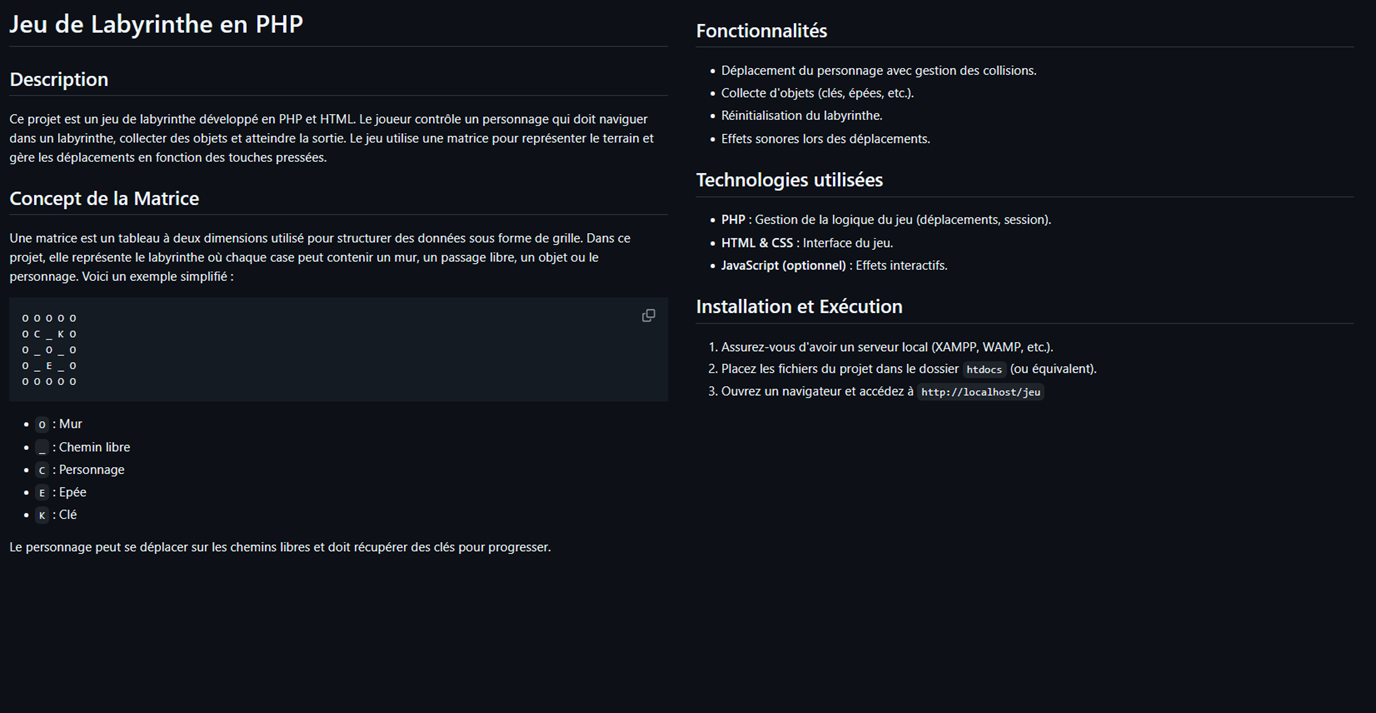 Jeu de Labyrinthe en PHP
Description
Ce projet est un jeu de labyrinthe développé en PHP et HTML. Le joueur contrôle un personnage qui doit naviguer
dans un labyrinthe, collecter des objets et atteindre la sortie. Le jeu utilise une matrice pour représenter le terrain et
gère les déplacements en fonction des touches pressées.
Concept de la Matrice
Une matrice est un tableau à deux dimensions utilisé pour structurer des données sous forme de grille. Dans ce
projet, elle représente le labyrinthe où chaque case peut contenir un mur, un passage libre, un objet ou le
personnage. Voici un exemple simplifié :
O O O O O
O C _ K O
O _ O _ O
O _ E _ O
O O O O O
• O : Mur
• _ : Chemin libre
• C : Personnage
• E : Epée
• K : Clé
Le personnage peut se déplacer sur les chemins libres et doit récupérer des clés pour progresser.
Fonctionnalités
• Déplacement du personnage avec gestion des collisions.
• Collecte d'objets (clés, épées, etc.).
• Réinitialisation du labyrinthe.
• Effets sonores lors des déplacements.
Technologies utilisées
• PHP : Gestion de la logique du jeu (déplacements, session).
• HTML & CSS : Interface du jeu.
• JavaScript (optionnel) : Effets interactifs.
Installation et Exécution
1. Assurez-vous d'avoir un serveur local (XAMPP, WAMP, etc.).
2. Placez les fichiers du projet dans le dossier htdocs (ou équivalent).
3. Ouvrez un navigateur et accédez à http://localhost/jeu